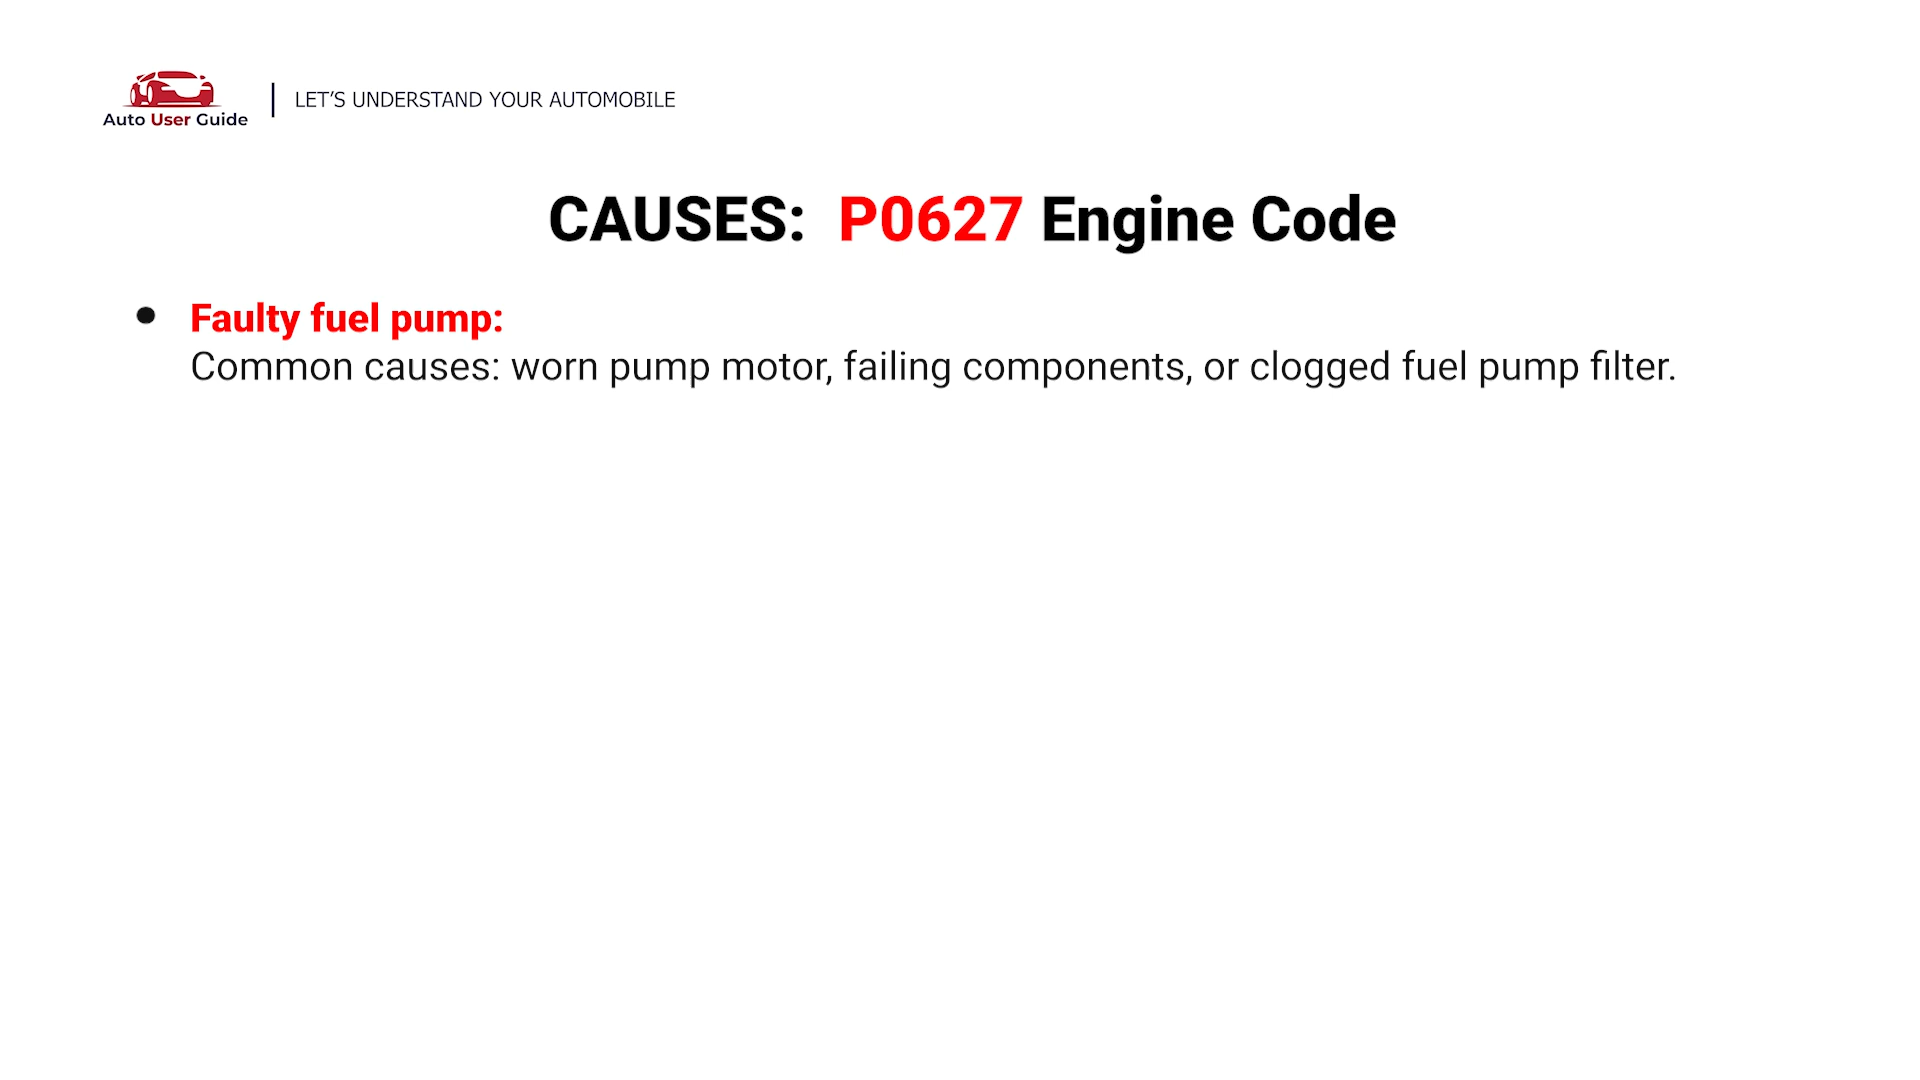 Auto User Guide
LET'S UNDERSTAND YOUR AUTOMOBILE
CAUSES: P0627 Engine Code
Faulty fuel pump:
Common causes: worn pump motor, failing components, or clogged fuel pump filter.